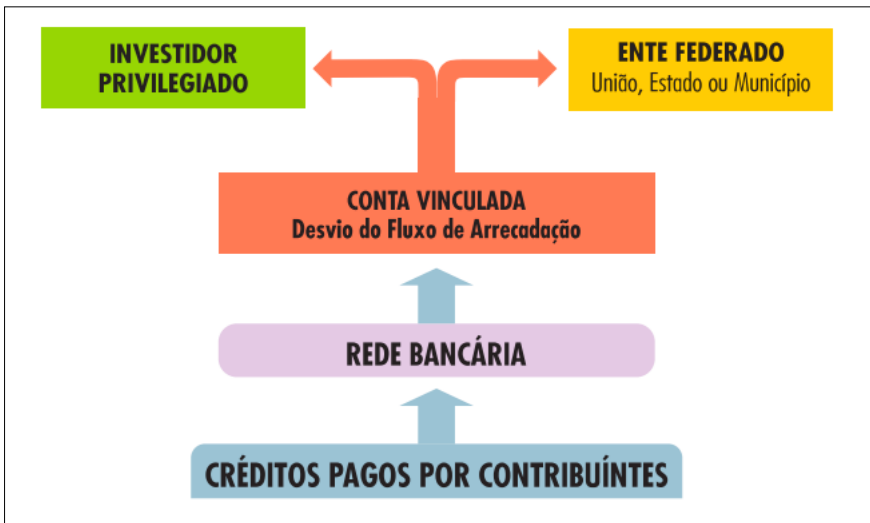 INVESTIDOR
PRIVILEGIADO
ENTE FEDERADO
União, Estado ou Município
CONTA VINCULADA
Desvio do Fluxo de Arrecadação
REDE BANCÁRIA
CRÉDITOS PAGOS POR CONTRIBUÍNTES